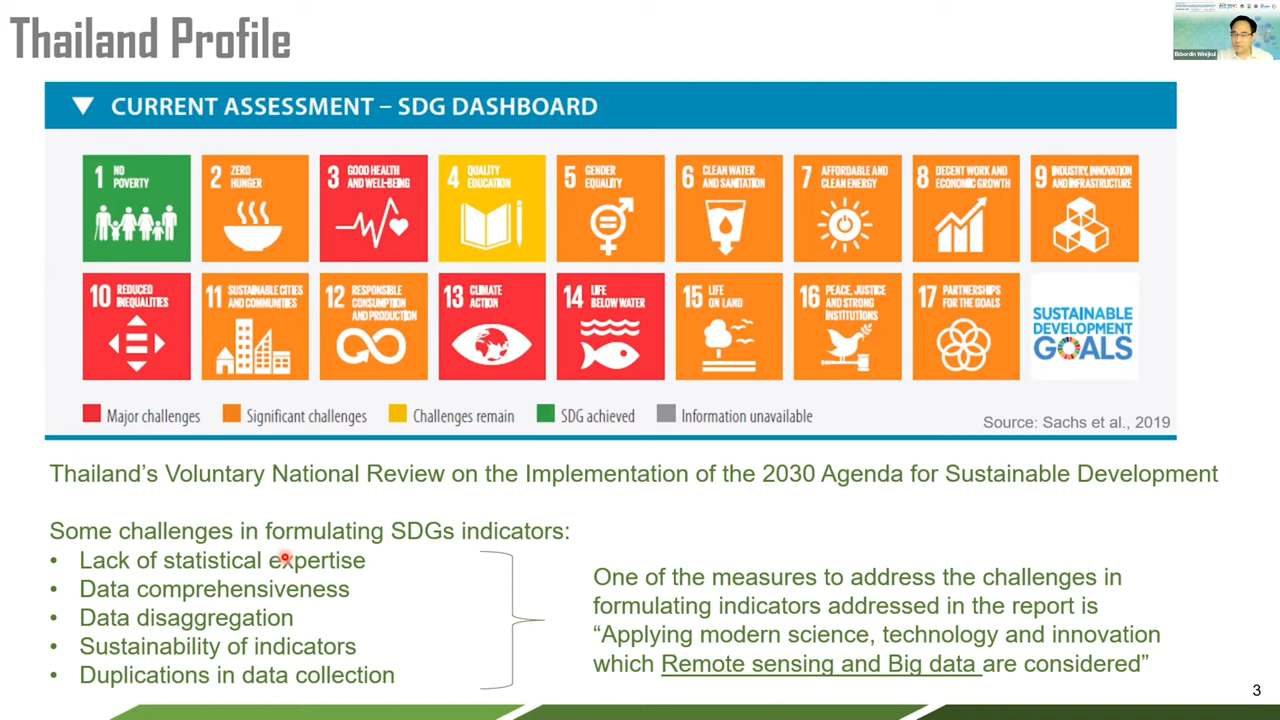 Thailand Profile
Ekbordin Winijkul
▼ CURRENT ASSESSMENT – SDG DASHBOARD
1 NO
POVERTY
2 ZERO
HUNGER
3 GOOD HEALTH
AND WELL-BEING
4 QUALITY
EDUCATION
5 GENDER
EQUALITY
6 CLEAN WATER
AND SANITATION
7 AFFORDABLE AND
CLEAN ENERGY
8 DECENT WORK AND
ECONOMIC GROWTH
9 INDUSTRY, INNOVATION
AND INFRASTRUCTURE
10 REDUCED
INEQUALITIES
11 SUSTAINABLE CITIES
AND COMMUNITIES
12 RESPONSIBLE
CONSUMPTION
AND PRODUCTION
13 CLIMATE
ACTION
14 LIFE
BELOW WATER
15 LIFE
ON LAND
16 PEACE, JUSTICE
AND STRONG
INSTITUTIONS
17 PARTNERSHIPS
FOR THE GOALS
SUSTAINABLE
DEVELOPMENT
GOALS
Major challenges
Significant challenges
Challenges remain
SDG achieved
Information unavailable
Source: Sachs et al., 2019
Thailand’s Voluntary National Review on the Implementation of the 2030 Agenda for Sustainable Development
Some challenges in formulating SDGs indicators:
• Lack of statistical expertise
• Data comprehensiveness
• Data disaggregation
• Sustainability of indicators
• Duplications in data collection
One of the measures to address the challenges in
formulating indicators addressed in the report is
“Applying modern science, technology and innovation
which Remote sensing and Big data are considered”
3